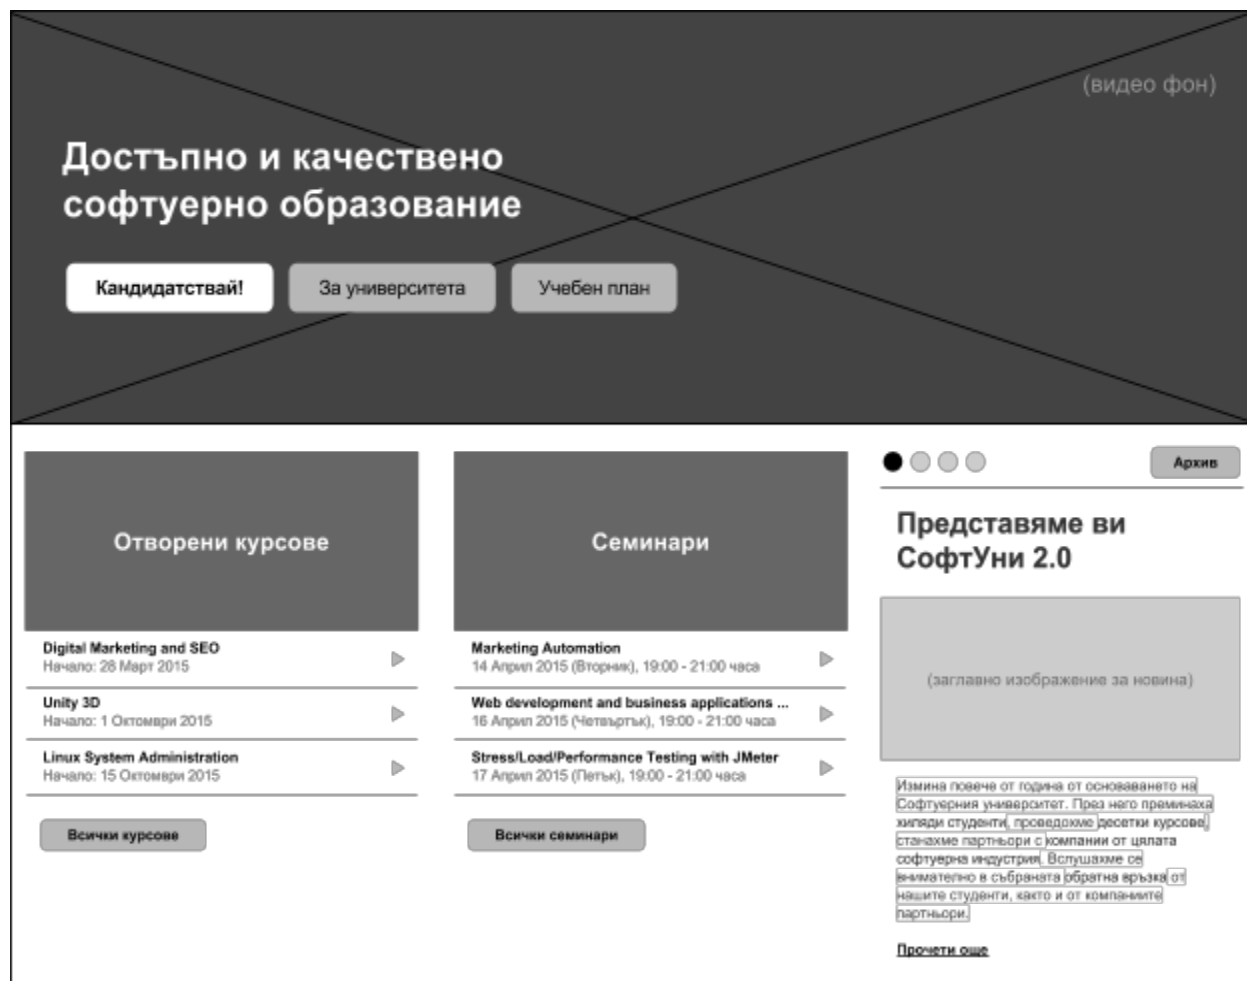 (видео фон)
Достъпно и качествено
софтуерно образование
Кандидатствай!
За университета
Учебен план
Отворени курсове
Digital Marketing and SEO
Начало: 28 Март 2015
Unity 3D
Начало: 1 Октомври 2015
Linux System Administration
Начало: 15 Октомври 2015
Всички курсове
Семинари
Marketing Automation
14 Април 2015 (Вторник), 19:00 - 21:00 часа
Web development and business applications ...
16 Април 2015 (Четвъртък), 19:00 - 21:00 часа
Stress/Load/Performance Testing with JMeter
17 Април 2015 (Петък), 19:00 - 21:00 часа
Всички семинари
Архив
Представяме ви
СофтУни 2.0
(заглавно изображение за новина)
Измина повече от година от основаването на
Софтуерния университет. През него преминаха
хиляди студенти, проведохме десетки курсове,
станахме партньори с компании от цялата
софтуерна индустрия. Вслушахме се
внимателно в събраната обратна връзка от
нашите студенти, както и от компаниите
партньори.
Прочети още